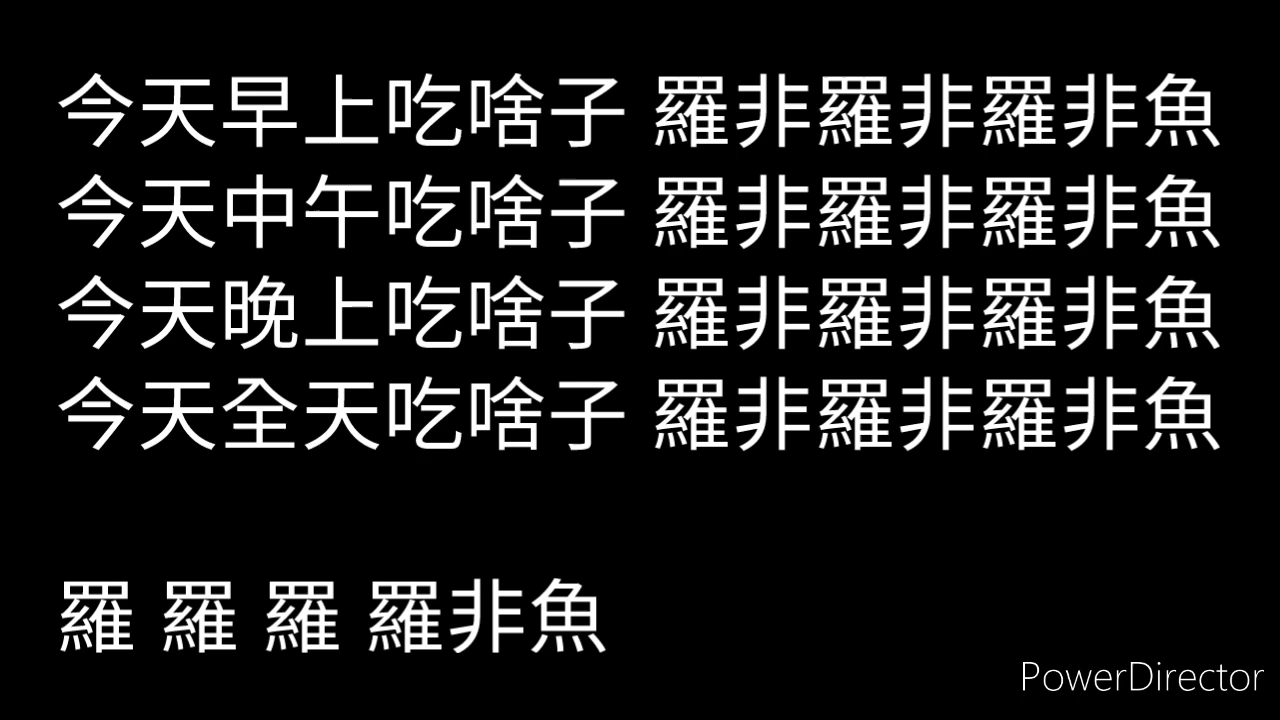 今天早上吃啥子 羅非羅非羅非魚
今天中午吃啥子 羅非羅非羅非魚
今天晚上吃啥子 羅非羅非羅非魚
今天全天吃啥子 羅非羅非羅非魚
羅 羅 羅 羅非魚
PowerDirector